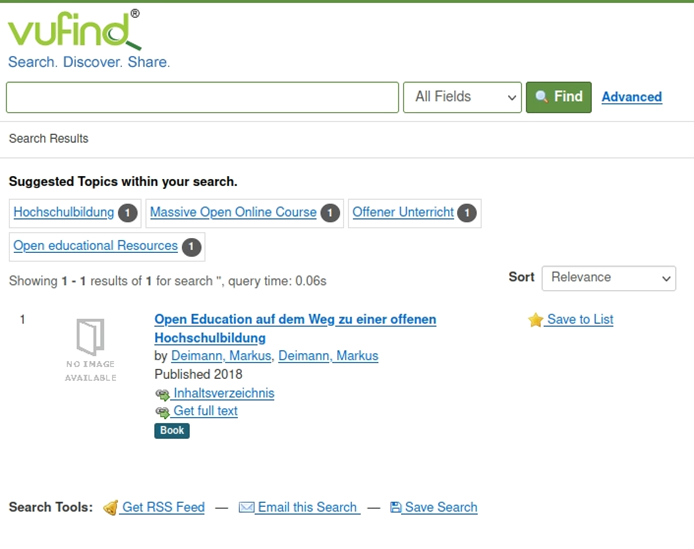 vufind®
Search. Discover. Share.
All Fields Find Advanced
Search Results
Suggested Topics within your search.
Hochschulbildung 1 Massive Open Online Course 1 Offener Unterricht 1
Open educational Resources 1
Showing 1 - 1 results of 1 for search '', query time: 0.06s Sort Relevance
1 Open Education auf dem Weg zu einer offenen Save to List
Hochschulbildung
by Deimann, Markus, Deimann, Markus
NO IMAGE
AVAILABLE
Published 2018
Inhaltsverzeichnis
Get full text
Book
Search Tools: Get RSS Feed — Email this Search — Save Search